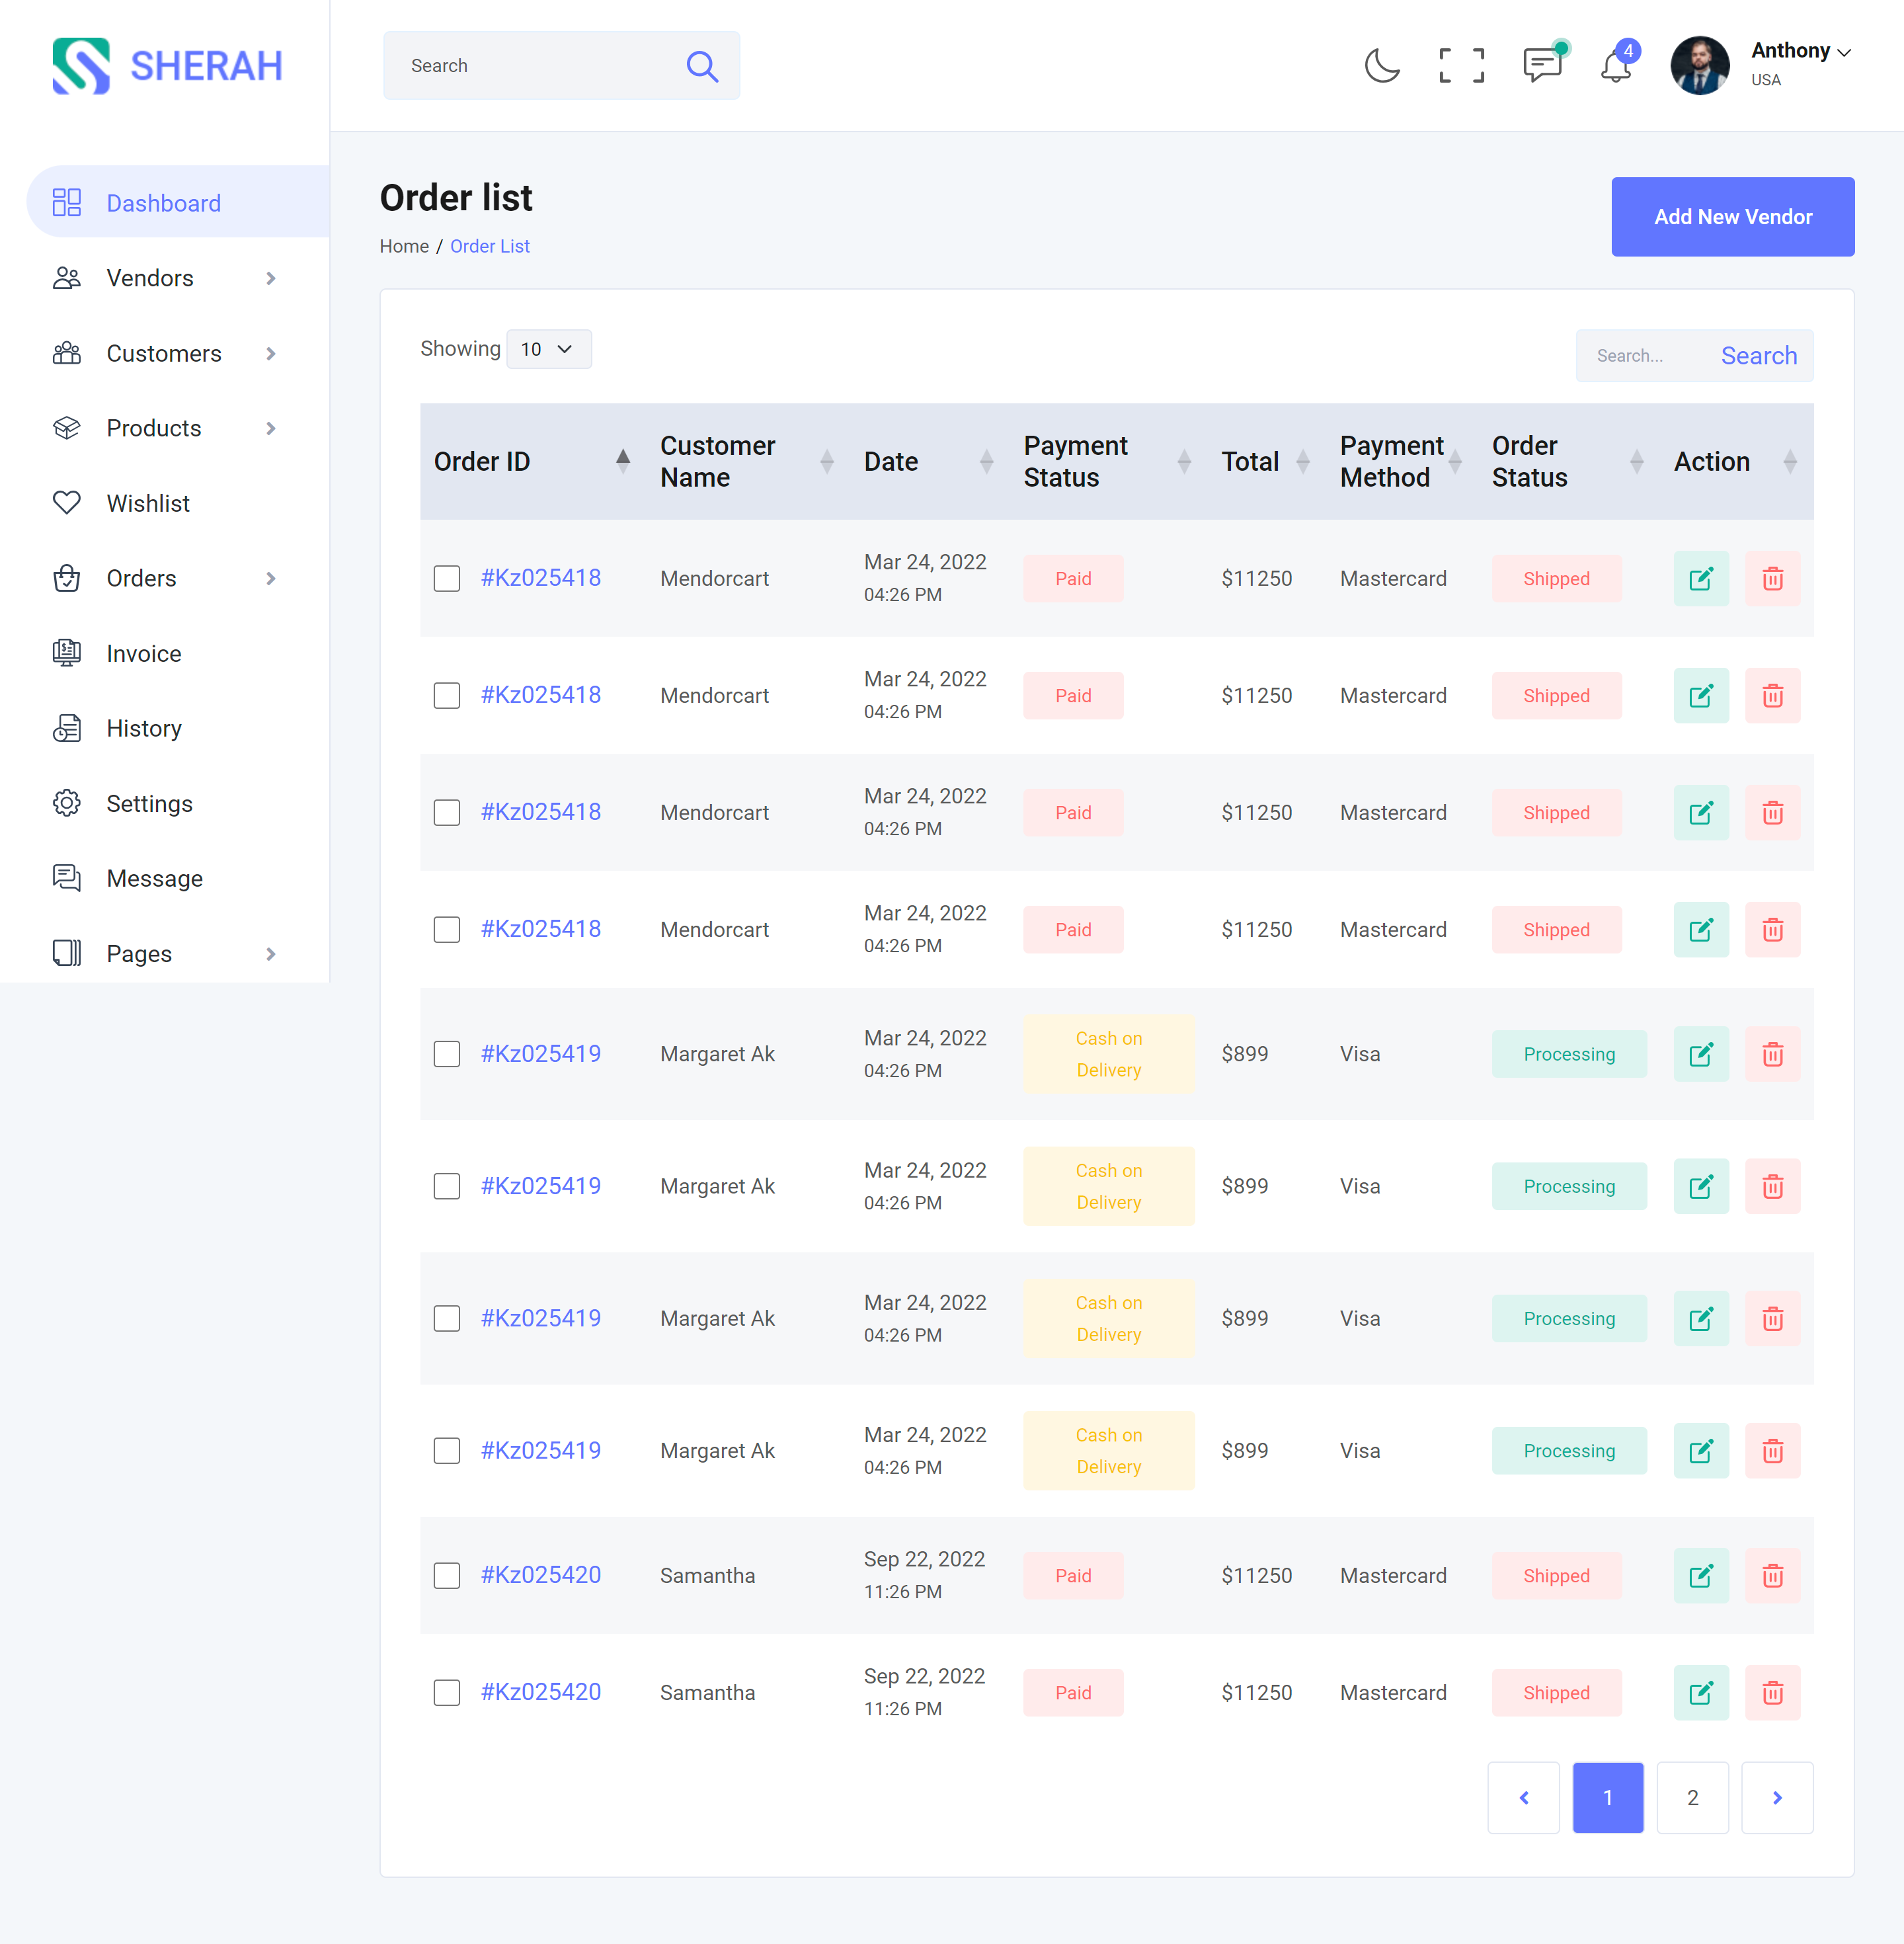 SHERAH
Search
4
Anthony
USA
Dashboard
Vendors
Customers
Products
Wishlist
Orders
Invoice
History
Settings
Message
Pages
Order list
Home / Order List
Add New Vendor
Showing 10
Search... Search
Order ID Customer Name Date Payment Status Total Payment Method Order Status Action
#Kz025418 Mendorcart Mar 24, 2022 04:26 PM Paid $11250 Mastercard Shipped
#Kz025418 Mendorcart Mar 24, 2022 04:26 PM Paid $11250 Mastercard Shipped
#Kz025418 Mendorcart Mar 24, 2022 04:26 PM Paid $11250 Mastercard Shipped
#Kz025418 Mendorcart Mar 24, 2022 04:26 PM Paid $11250 Mastercard Shipped
#Kz025419 Margaret Ak Mar 24, 2022 04:26 PM Cash on Delivery $899 Visa Processing
#Kz025419 Margaret Ak Mar 24, 2022 04:26 PM Cash on Delivery $899 Visa Processing
#Kz025419 Margaret Ak Mar 24, 2022 04:26 PM Cash on Delivery $899 Visa Processing
#Kz025419 Margaret Ak Mar 24, 2022 04:26 PM Cash on Delivery $899 Visa Processing
#Kz025420 Samantha Sep 22, 2022 11:26 PM Paid $11250 Mastercard Shipped
#Kz025420 Samantha Sep 22, 2022 11:26 PM Paid $11250 Mastercard Shipped
1 2